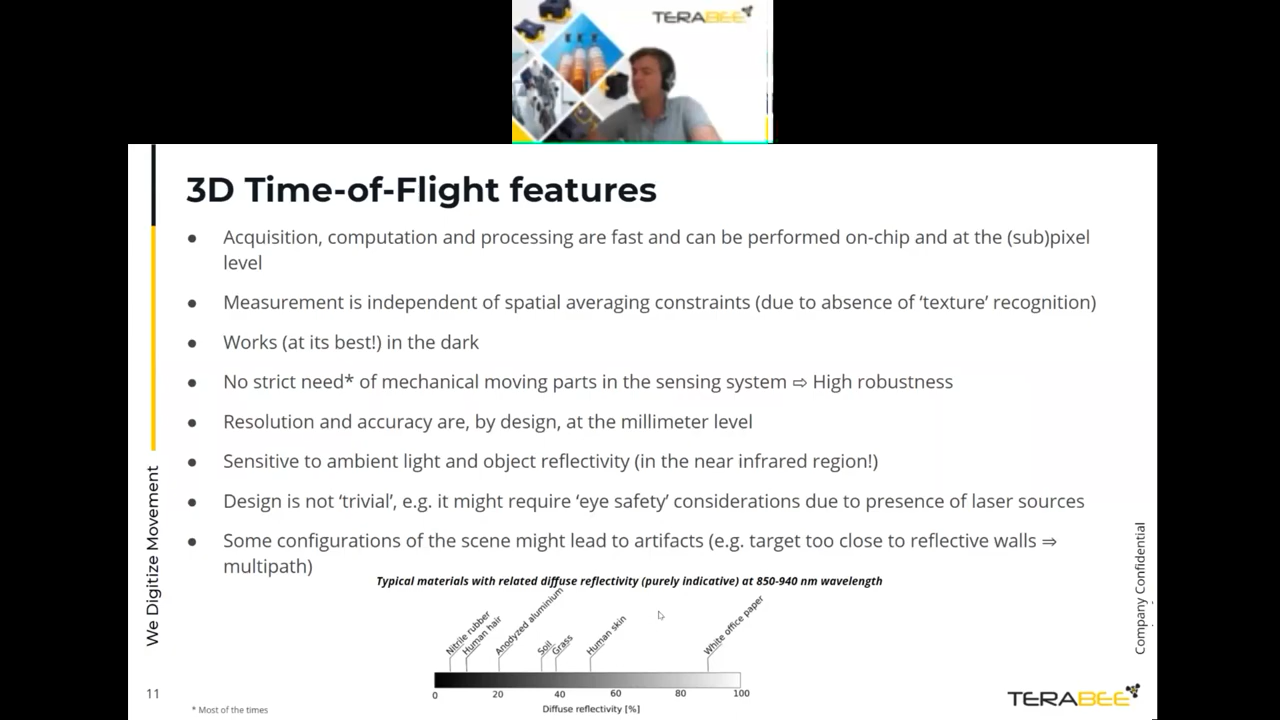 TERABEE
3D Time-of-Flight features
● Acquisition, computation and processing are fast and can be performed on-chip and at the (sub)pixel
level
● Measurement is independent of spatial averaging constraints (due to absence of ‘texture’ recognition)
● Works (at its best!) in the dark
● No strict need* of mechanical moving parts in the sensing system ⇨ High robustness
● Resolution and accuracy are, by design, at the millimeter level
● Sensitive to ambient light and object reflectivity (in the near infrared region!)
● Design is not ‘trivial’, e.g. it might require ‘eye safety’ considerations due to presence of laser sources
● Some configurations of the scene might lead to artifacts (e.g. target too close to reflective walls ⇒
multipath)
Typical materials with related diffuse reflectivity (purely indicative) at 850-940 nm wavelength
Nitrile rubber
Human hair
Anodyzed aluminium
Soil
Grass
Human skin
White office paper
0 20 40 60 80 100
Diffuse reflectivity [%]
We Digitize Movement
Company Confidential
11
* Most of the times
TERABEE